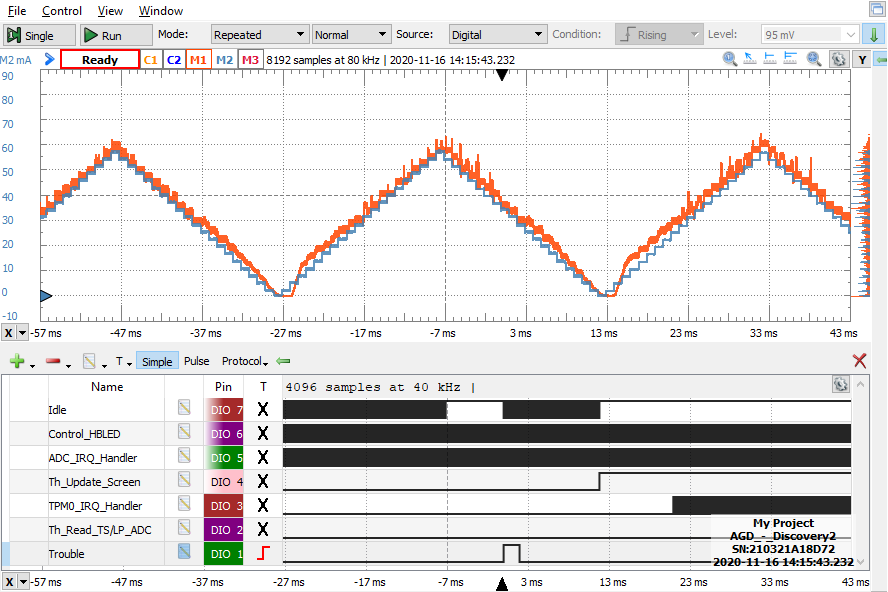 File Control View Window
Single Run Mode: Repeated Normal Source: Digital Condition: Rising Level: 95 mV
M2 mA Ready C1 C2 M1 M2 M3 8192 samples at 80 kHz | 2020-11-16 14:15:43.232 Y
90
80
70
60
50
40
30
20
10
0
-10
X -57 ms -47 ms -37 ms -27 ms -17 ms -7 ms 3 ms 13 ms 23 ms 33 ms 43 ms
T Simple Pulse Protocol
Name Pin T 4096 samples at 40 kHz |
Idle DIO 7 X
Control_HBLED DIO 6 X
ADC_IRQ_Handler DIO 5 X
Th_Update_Screen DIO 4 X
TPM0_IRQ_Handler DIO 3 X
Th_Read_TS/LP_ADC DIO 2 X
Trouble DIO 1
My Project
AGD_-_Discovery2
SN:210321A18D72
2020-11-16 14:15:43.232
X -57 ms -47 ms -37 ms -27 ms -17 ms -7 ms 3 ms 13 ms 23 ms 33 ms 43 ms